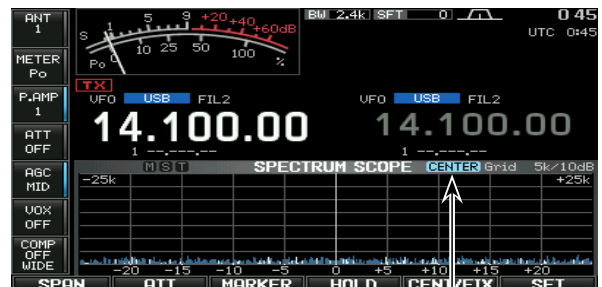 ANT
1
METER
Po
P.AMP
1
ATT
OFF
AGC
MID
VOX
OFF
COMP
OFF
WIDE
S 1 5 9 +20 +40 +60dB
Po 0 10 25 50 100 %
BW 2.4k SFT 0
0 45
UTC 0:45
TX
VFO USB FIL2
VFO USB FIL2
14.100.00
14.100.00
1 --.---.--
1 --.---.--
M S T SPECTRUM SCOPE CENTER Grid 5k/10dB
-25k +25k
-20 -15 -10 -5 0 +5 +10 +15 +20
SPAN ATT MARKER HOLD CENT/FIX SET